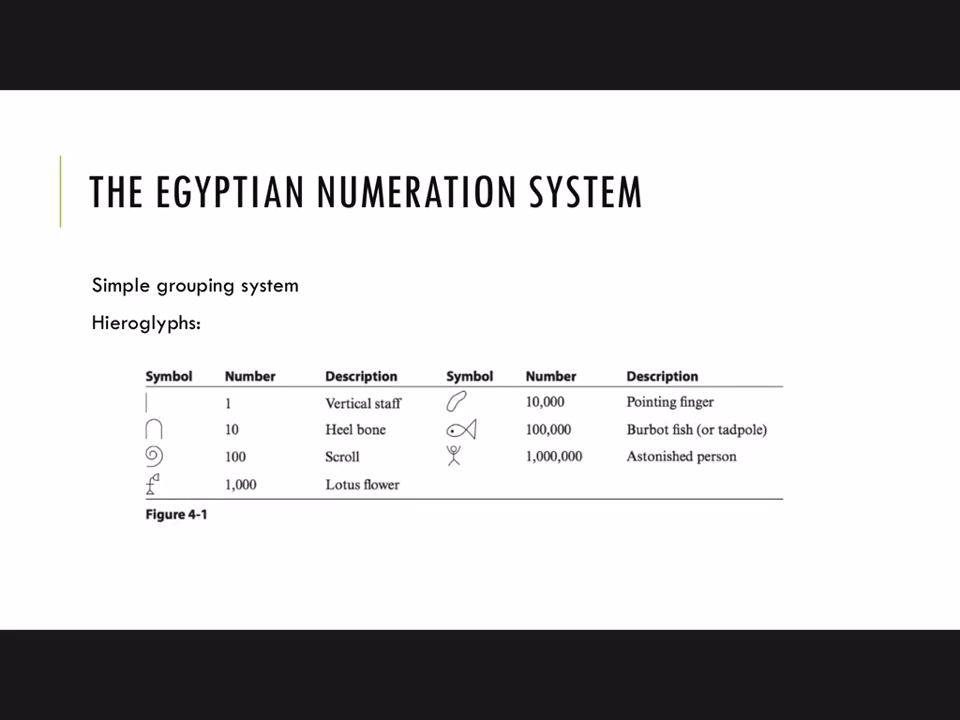 THE EGYPTIAN NUMERATION SYSTEM
Simple grouping system
Hieroglyphs:
Symbol Number Description Symbol Number Description
1 Vertical staff 10,000 Pointing finger
10 Heel bone 100,000 Burbot fish (or tadpole)
100 Scroll 1,000,000 Astonished person
1,000 Lotus flower
Figure 4-1